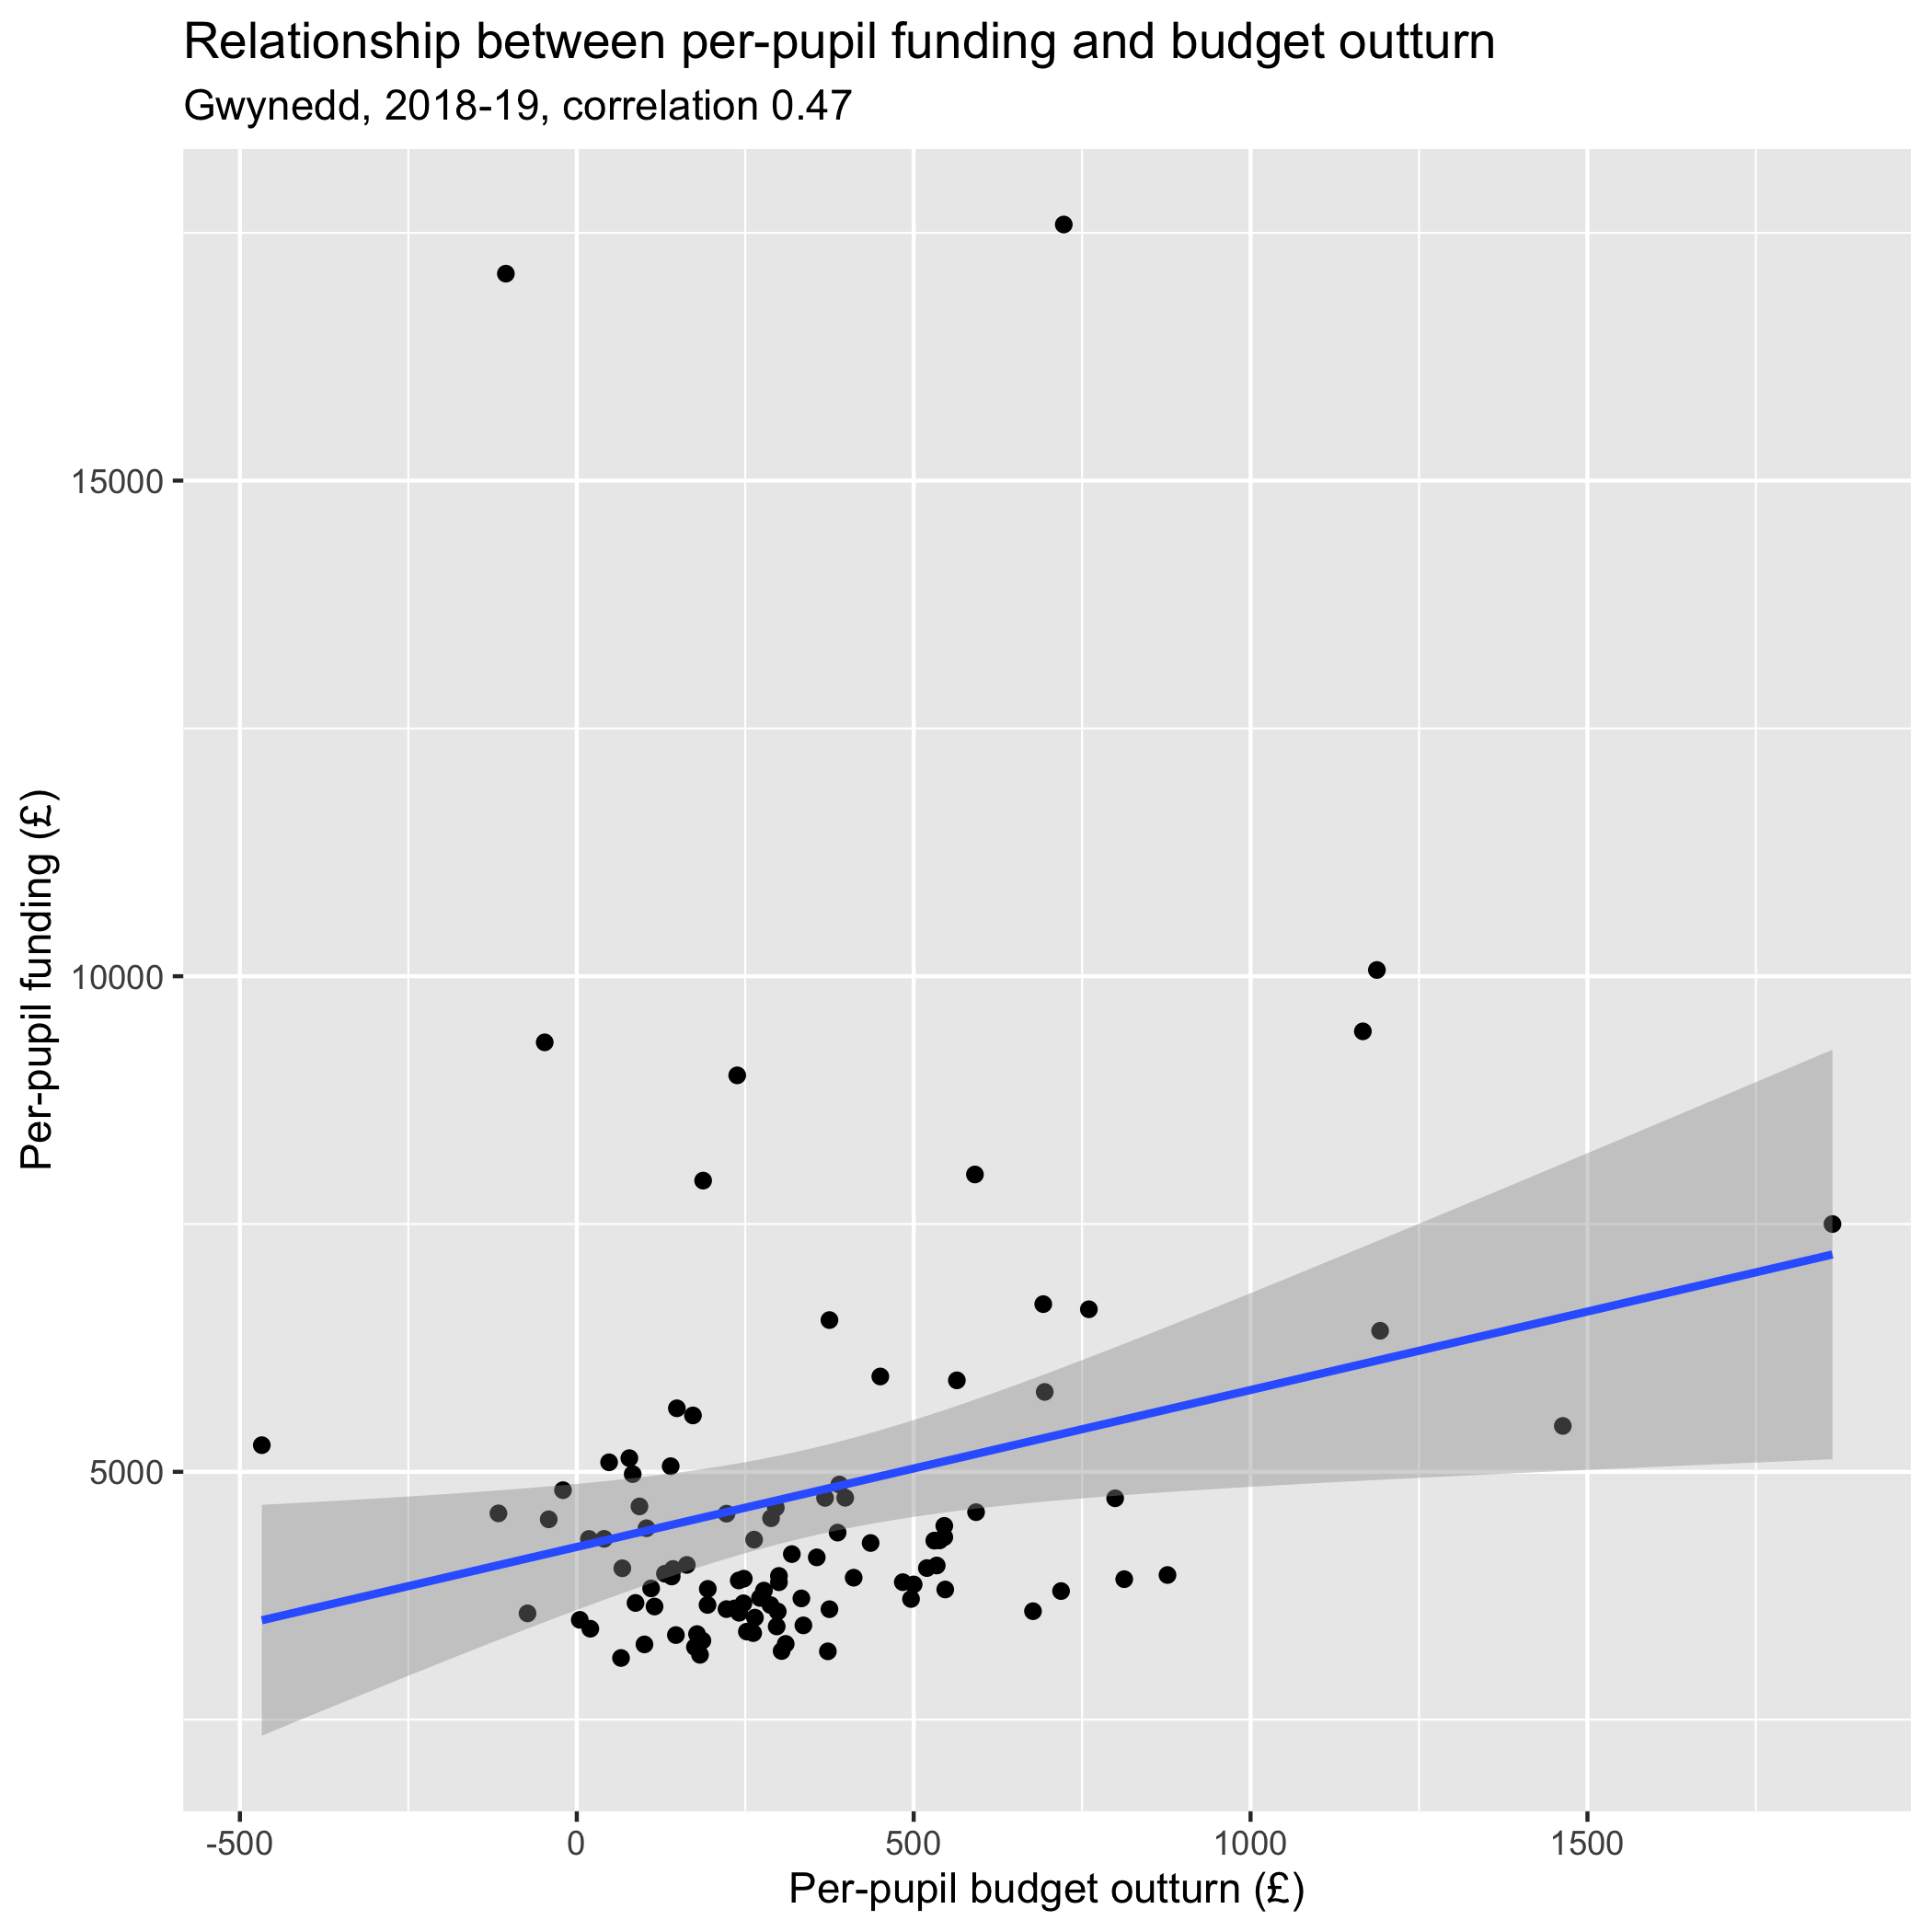 Relationship between per-pupil funding and budget outturn
Gwynedd, 2018-19, correlation 0.47
Per-pupil funding (£)
15000
10000
5000
-500
0
500
1000
1500
Per-pupil budget outturn (£)